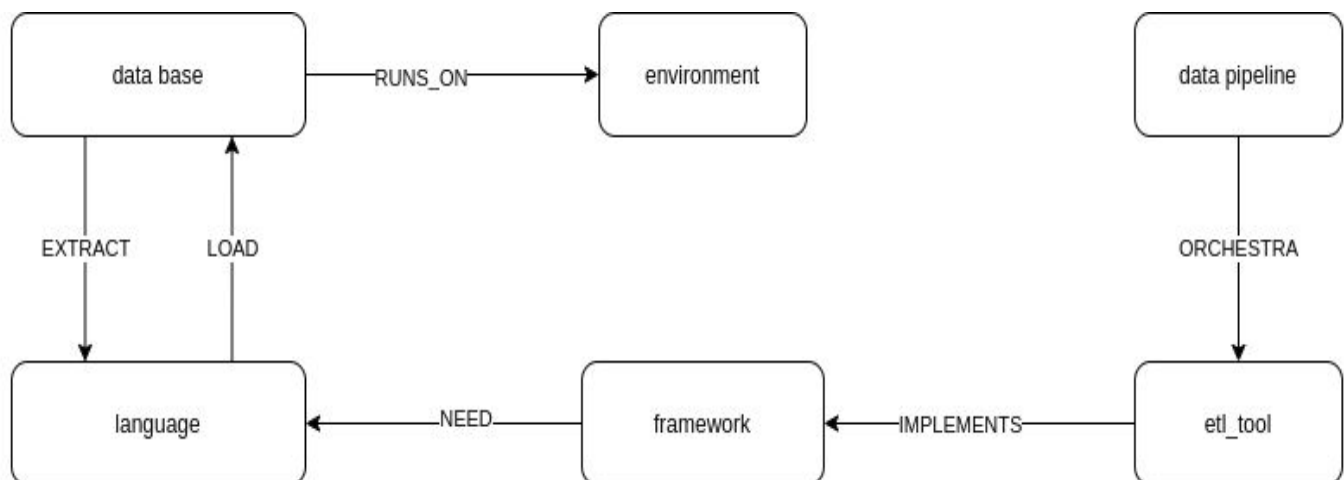 data base
RUNS_ON
environment
data pipeline
EXTRACT
LOAD
ORCHESTRA
language
NEED
framework
IMPLEMENTS
etl_tool